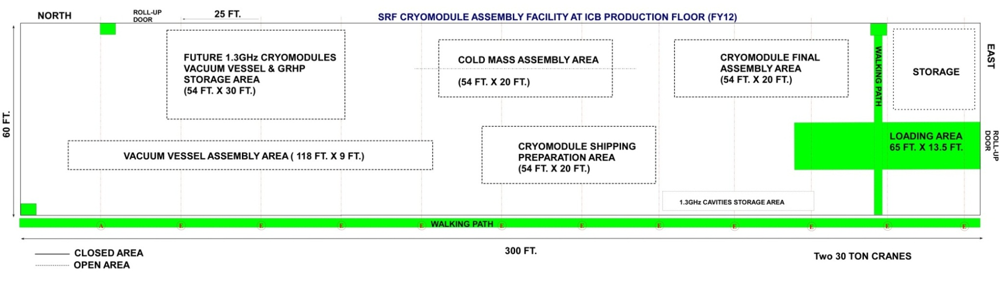 NORTH
ROLL-UP
DOOR
25 FT.
SRF CRYOMODULE ASSEMBLY FACILITY AT ICB PRODUCTION FLOOR (FY12)
FUTURE 1.3GHz CRYOMODULES
VACUUM VESSEL & GRHP
STORAGE AREA
(54 FT. X 30 FT.)
COLD MASS ASSEMBLY AREA
(54 FT. X 20 FT.)
CRYOMODULE FINAL
ASSEMBLY AREA
(54 FT. X 20 FT.)
WALKING PATH
STORAGE
EAST
60 FT.
VACUUM VESSEL ASSEMBLY AREA ( 118 FT. X 9 FT.)
CRYOMODULE SHIPPING
PREPARATION AREA
(54 FT. X 20 FT.)
LOADING AREA
65 FT. X 13.5 FT.
ROLL-UP
DOOR
1.3GHz CAVITIES STORAGE AREA
A E E E E WALKING PATH E E E E E E E
300 FT.
CLOSED AREA
OPEN AREA
Two 30 TON CRANES